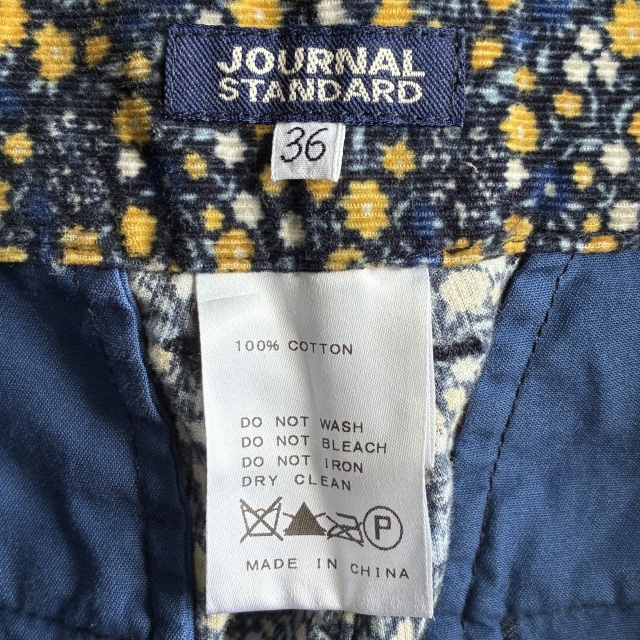 JOURNAL
STANDARD
36
100% COTTON
DO NOT WASH
DO NOT BLEACH
DO NOT IRON
DRY CLEAN
P
MADE IN CHINA